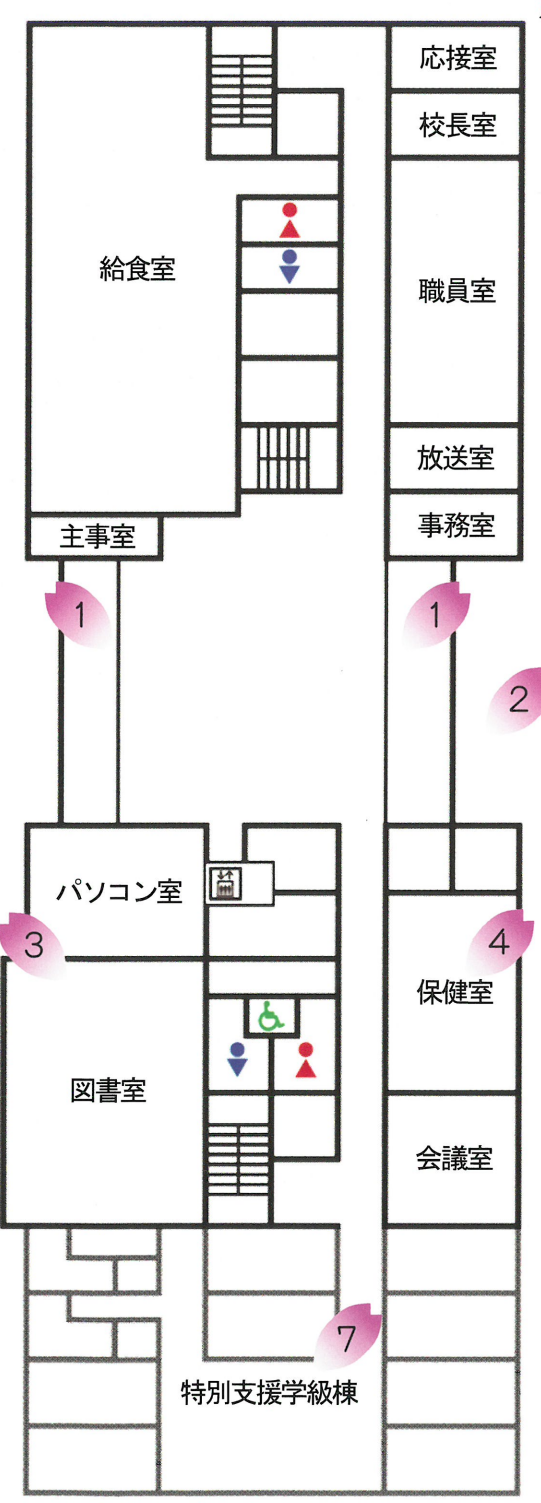 応接室
校長室
給食室
職員室
放送室
主事室
事務室
1
1
2
パソコン室
3
4
保健室
図書室
会議室
7
特別支援学級棟